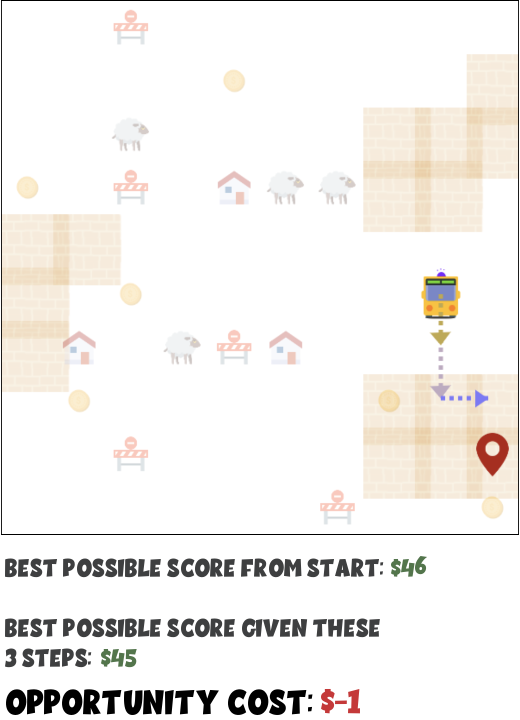 BEST POSSIBLE SCORE FROM START: $46
BEST POSSIBLE SCORE GIVEN THESE
3 STEPS: $45
OPPORTUNITY COST: $-1